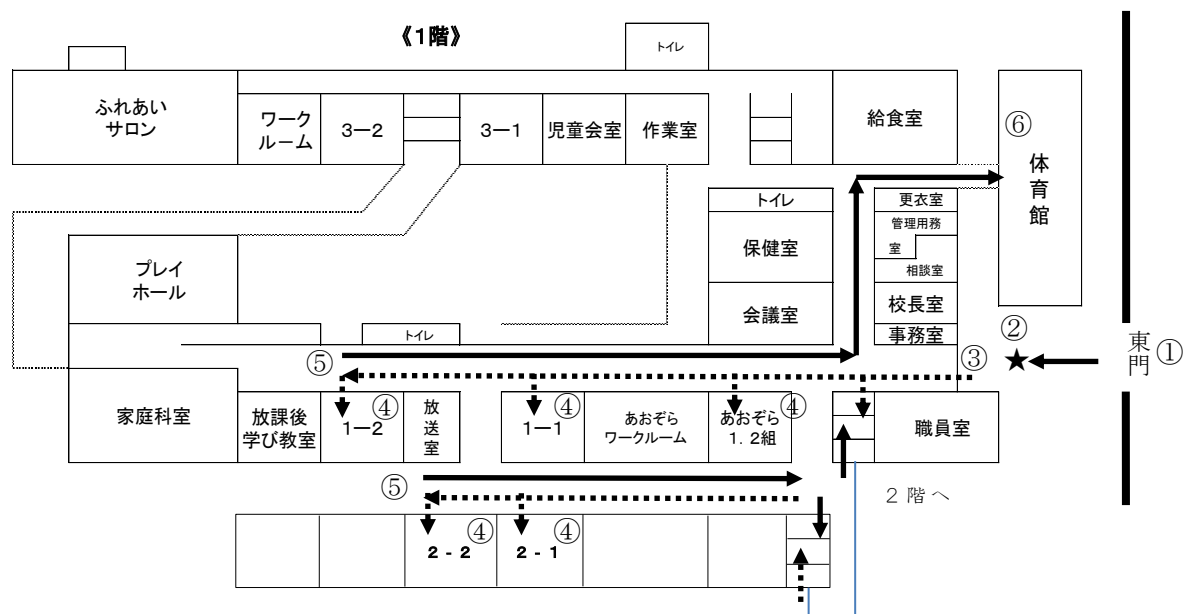 《1階》
トイレ
ふれあい
サロン
ワーク
ルーム
3ー2
3ー1
児童会室
作業室
給食室
⑥
体
育
館
トイレ
更衣室
管理用務
室
保健室
相談室
プレイ
ホール
会議室
校長室
事務室
トイレ
②
③
★
東
門
①
⑤
家庭科室
放課後
学び教室
④
1ー2
放
送
室
④
1ー1
あおぞら
ワークルーム
④
あおぞら
1.2組
職員室
⑤
2階へ
④
2-2
④
2-1